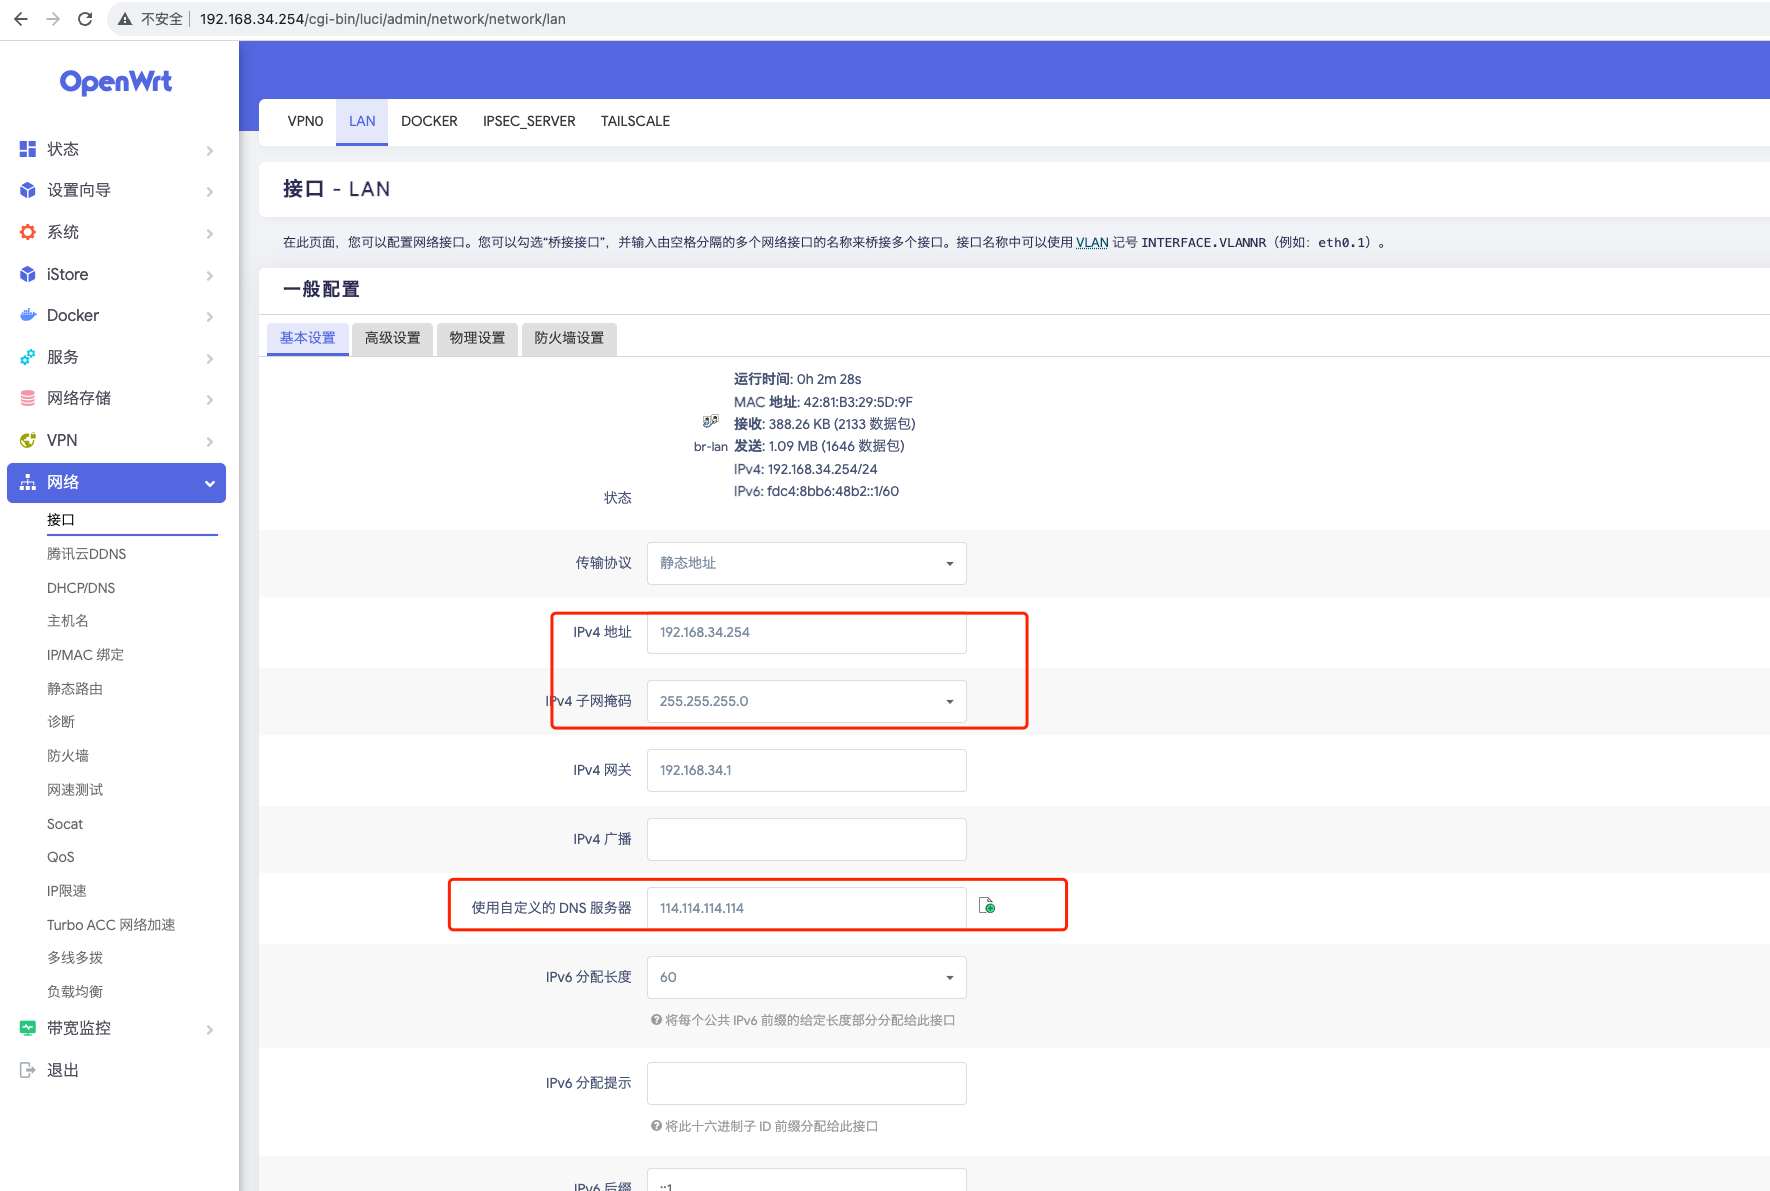 不安全 192.168.34.254/cgi-bin/luci/admin/network/network/lan
OpenWrt
状态
设置向导
系统
iStore
Docker
服务
网络存储
VPN
网络
接口
腾讯云DDNS
DHCP/DNS
主机名
IP/MAC 绑定
静态路由
诊断
防火墙
网速测试
Socat
QoS
IP限速
Turbo ACC 网络加速
多线多拨
负载均衡
带宽监控
退出
VPN0 LAN DOCKER IPSEC_SERVER TAILSCALE
接口 - LAN
在此页面，您可以配置网络接口。您可以勾选“桥接接口”，并输入由空格分隔的多个网络接口的名称来桥接多个接口。接口名称中可以使用 VLAN 记号 INTERFACE.VLANNR（例如：eth0.1）。
一般配置
基本设置 高级设置 物理设置 防火墙设置
状态
br-lan
运行时间: 0h 2m 28s
MAC 地址: 42:81:B3:29:5D:9F
接收: 388.26 KB (2133 数据包)
发送: 1.09 MB (1646 数据包)
IPv4: 192.168.34.254/24
IPv6: fdc4:8bb6:48b2::1/60
传输协议 静态地址
IPv4 地址 192.168.34.254
IPv4 子网掩码 255.255.255.0
IPv4 网关 192.168.34.1
IPv4 广播
使用自定义的 DNS 服务器 114.114.114.114
IPv6 分配长度 60
将每个公共 IPv6 前缀的给定长度部分分配给此接口
IPv6 分配提示
将此十六进制子 ID 前缀分配给此接口
IPv6 后缀 ::1